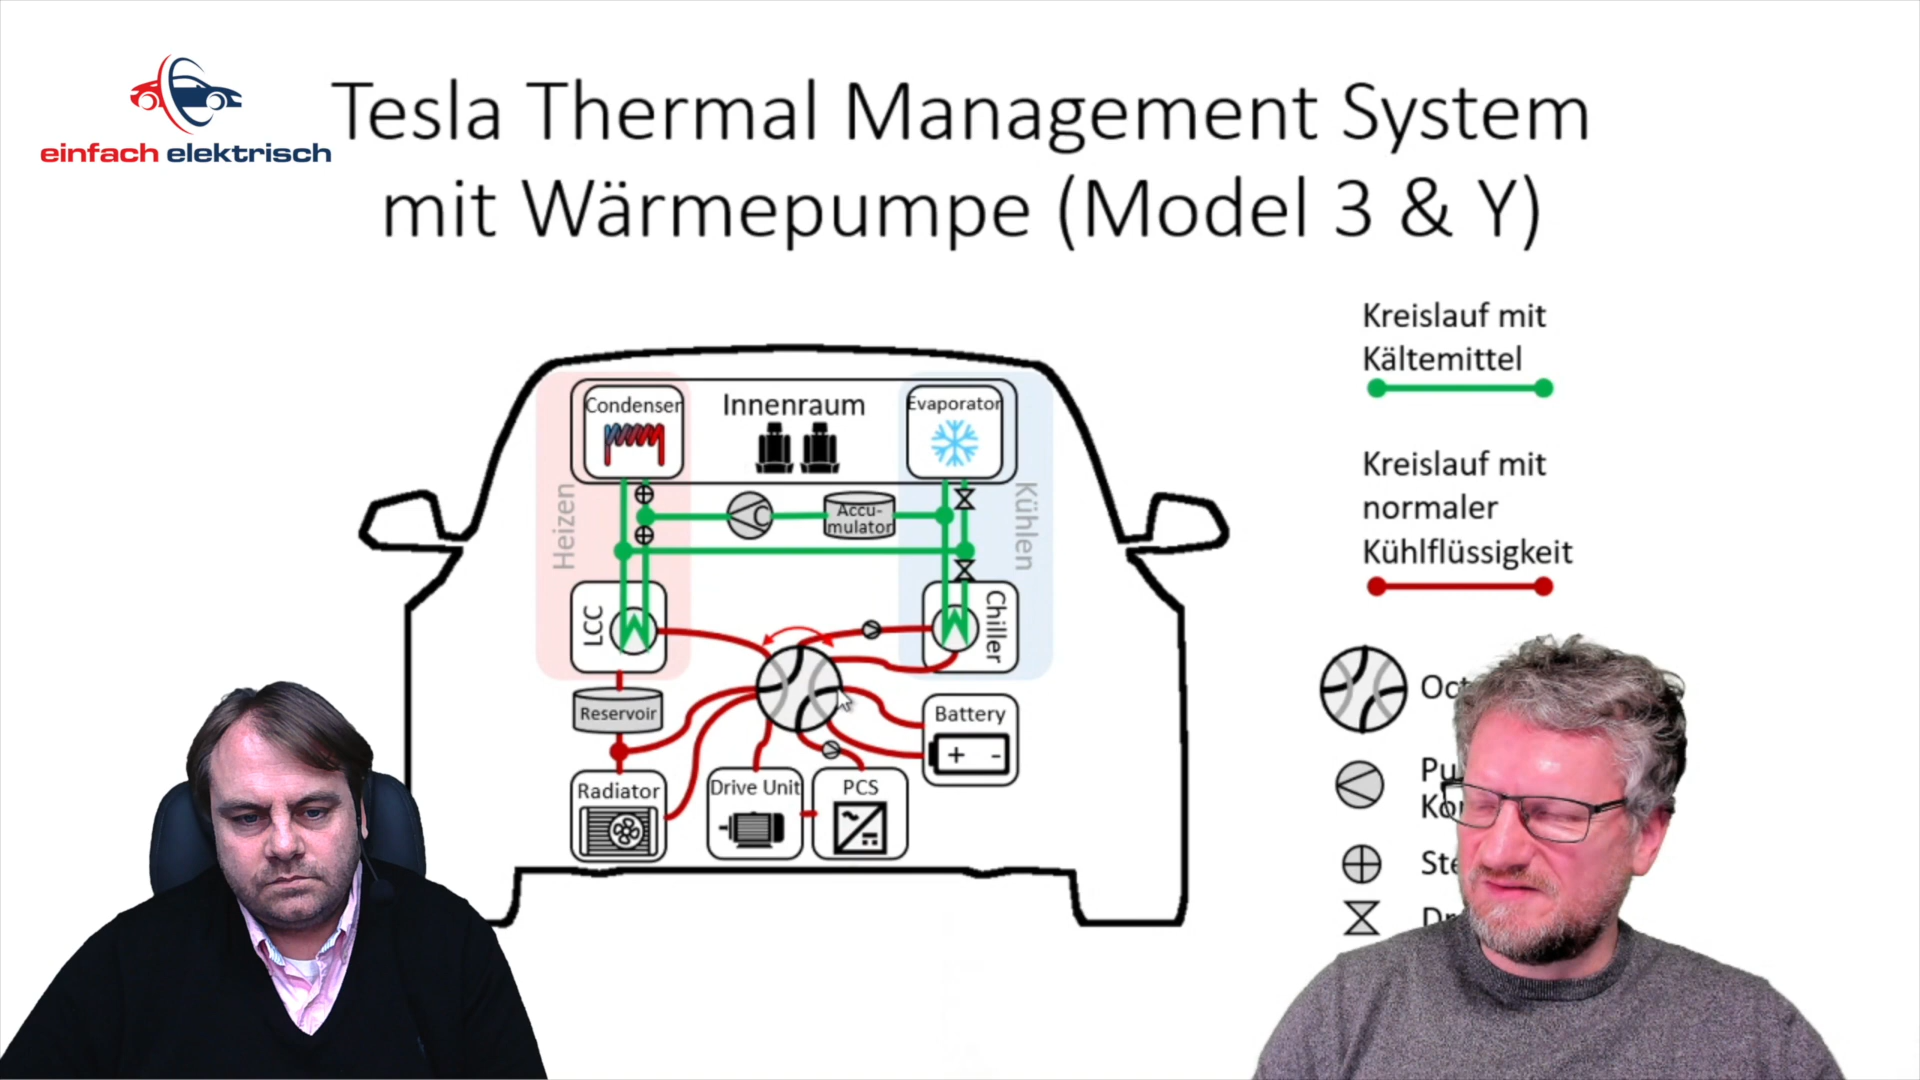 einfach elektrisch
Tesla Thermal Management System
mit Wärmepumpe (Model 3 & Y)
Kreislauf mit
Kältemittel
Kreislauf mit
normaler
Kühlflüssigkeit
Condenser
Innenraum
Evaporator
Heizen
Accu-
mulator
Kühlen
LCC
Chiller
Reservoir
Battery
+ -
Radiator
Drive Unit
PCS
C